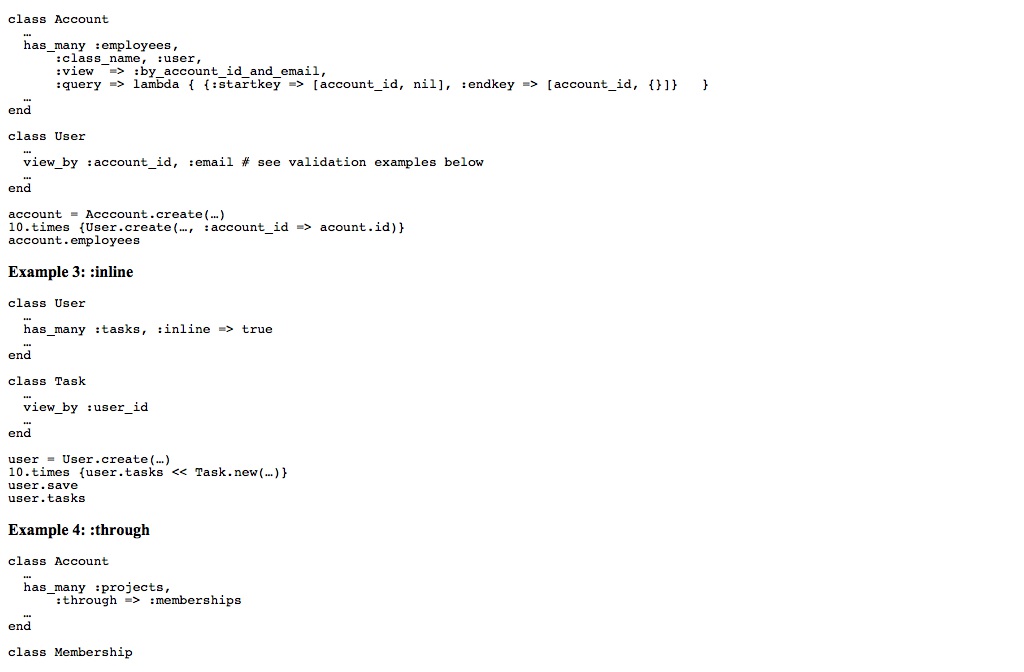 class Account
  …
  has_many :employees,
      :class_name, :user,
      :view  => :by_account_id_and_email,
      :query => lambda { {:startkey => [account_id, nil], :endkey => [account_id, {}]}   }
  …
end
class User
  …
  view_by :account_id, :email # see validation examples below
  …
end
account = Acccount.create(…)
10.times {User.create(…, :account_id => acount.id)}
account.employees
Example 3: :inline
class User
  …
  has_many :tasks, :inline => true
  …
end
class Task
  …
  view_by :user_id
  …
end
user = User.create(…)
10.times {user.tasks << Task.new(…)}
user.save
user.tasks
Example 4: :through
class Account
  …
  has_many :projects,
      :through => :memberships
  …
end
class Membership